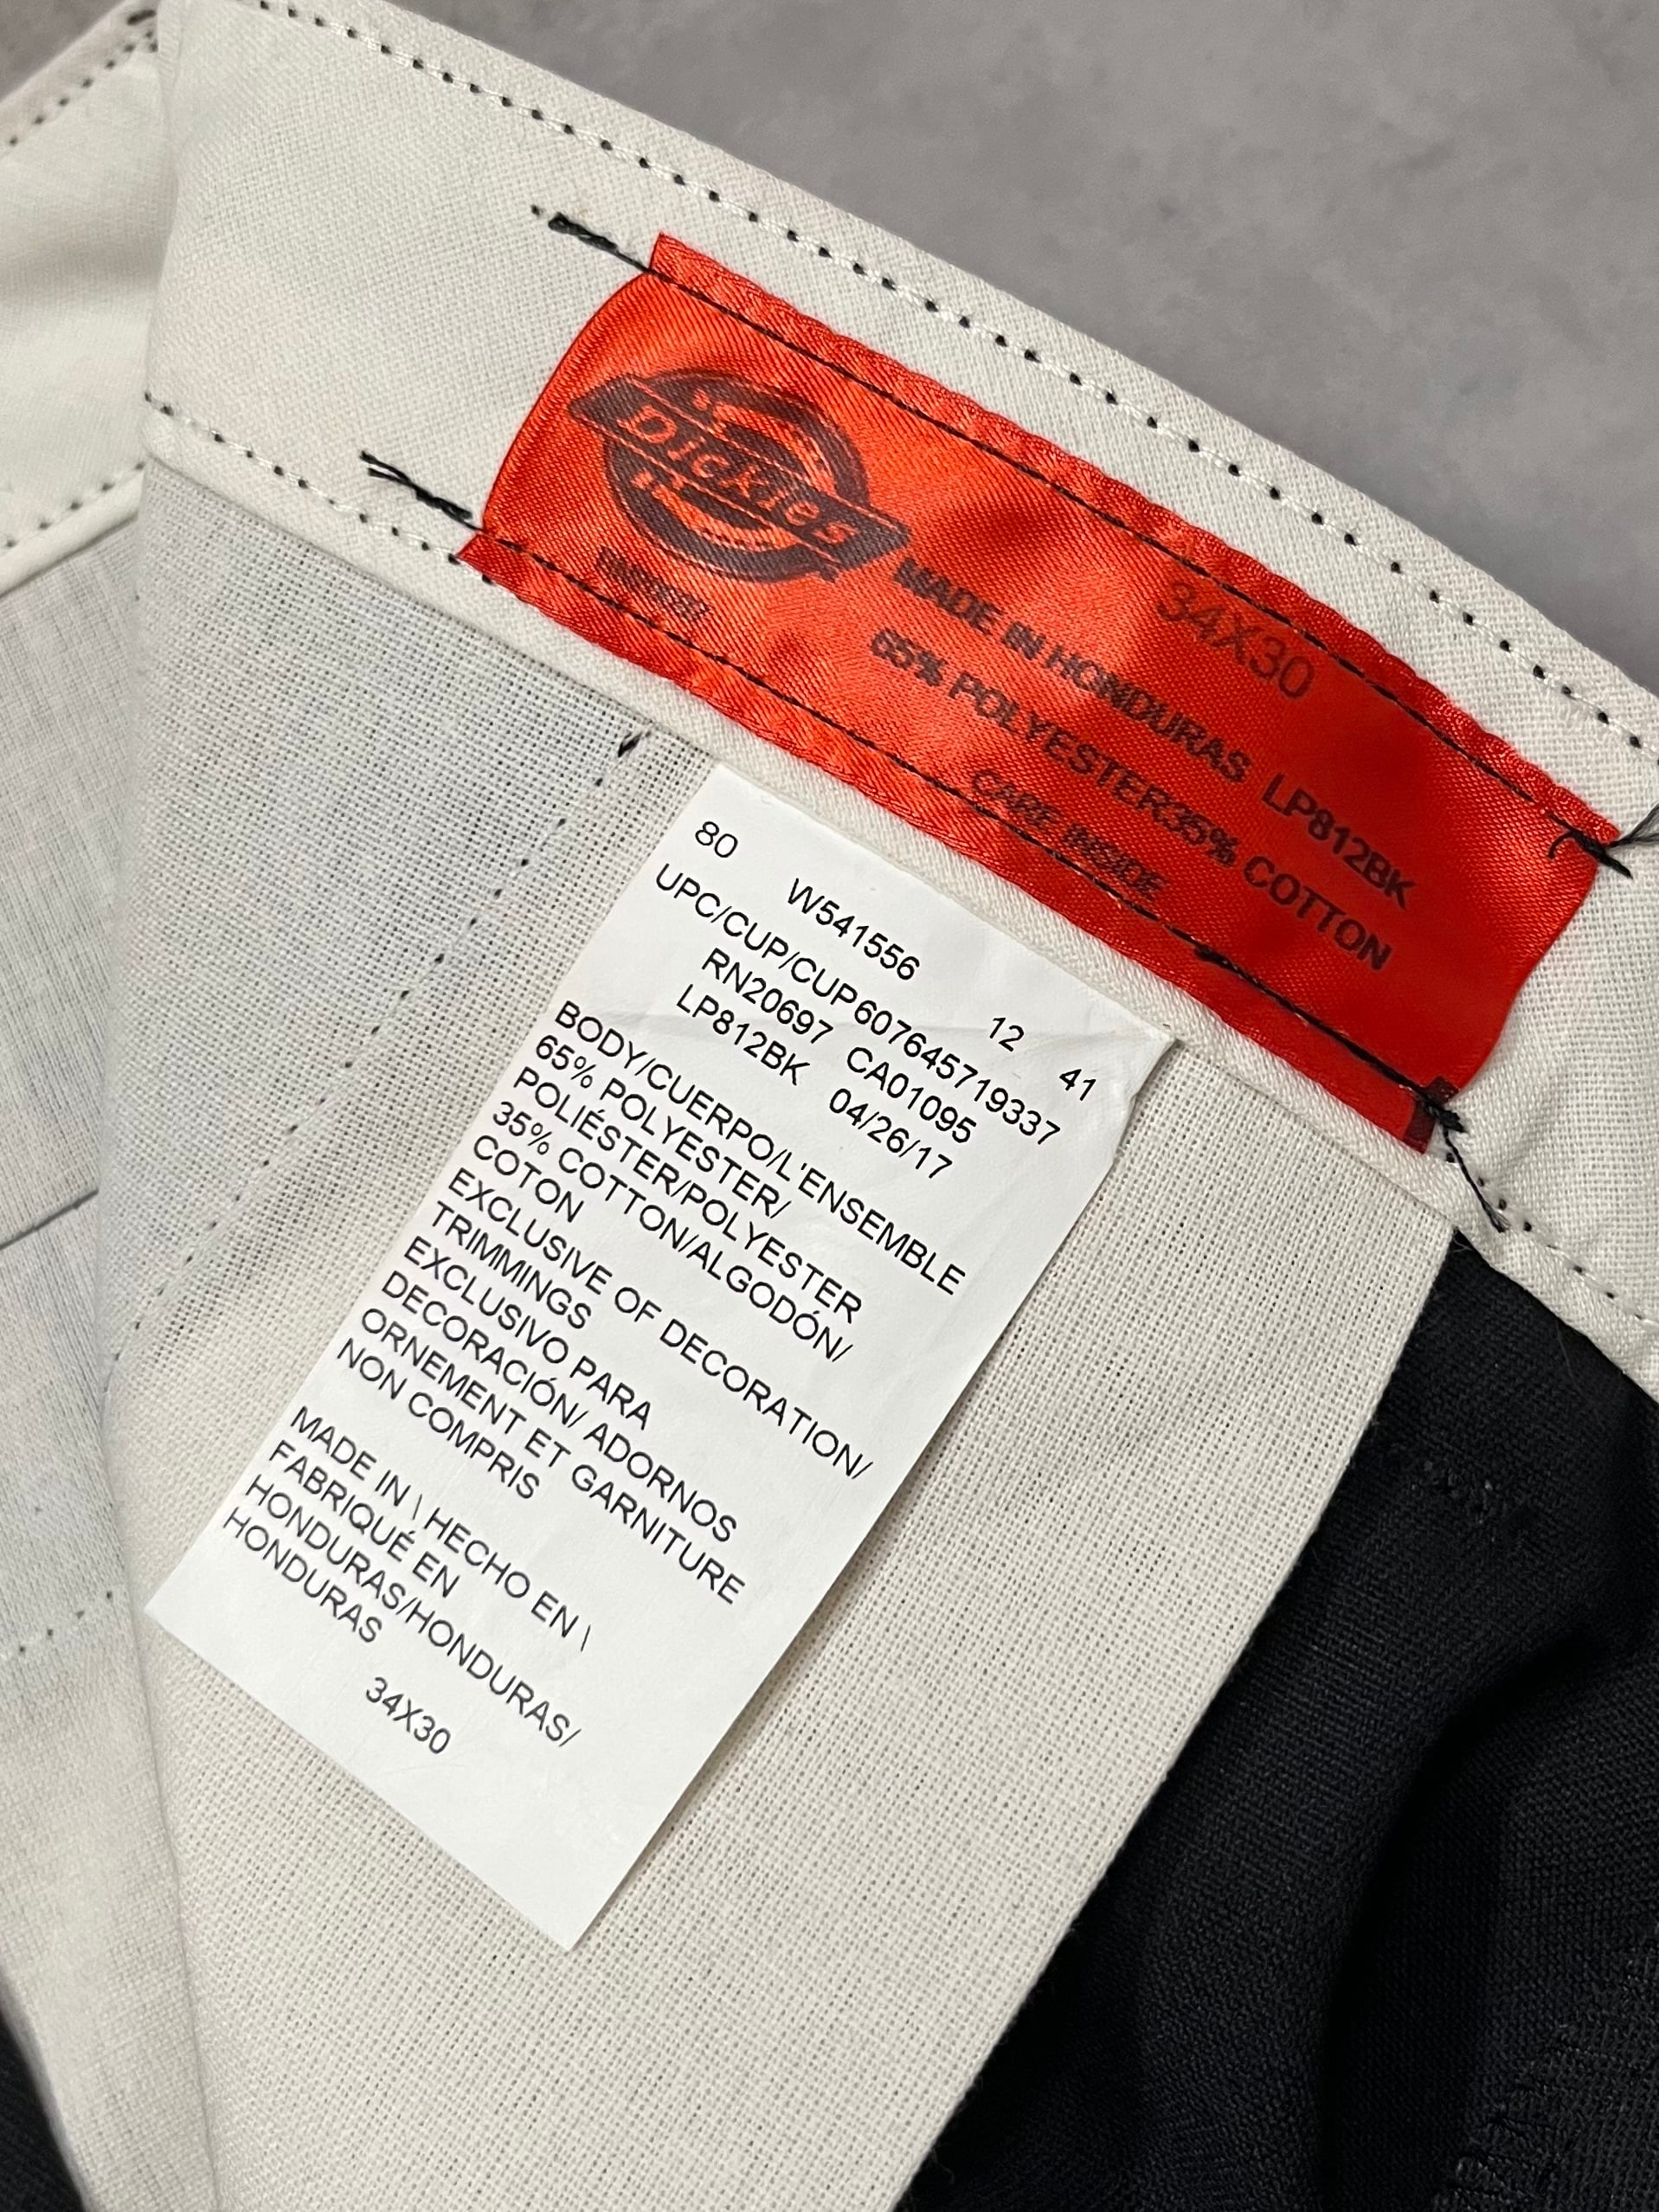 DICKIES
34X30
MADE IN HONDURAS LP812BK
65% POLYESTER35% COTTON
CARE INSIDE
80 W541556 12 41
UPC/CUP/CUP607645719337
RN20697 CA01095
LP812BK 04/26/17
BODY/CUERPO/L'ENSEMBLE
65% POLYESTER/
POLIÉSTER/POLYESTER
35% COTTON/ALGODÓN/
COTON
EXCLUSIVE OF DECORATION/
TRIMMINGS
EXCLUSIVO PARA
DECORACIÓN/ ADORNOS
ORNEMENT ET GARNITURE
NON COMPRIS
MADE IN \ HECHO EN \
FABRIQUÉ EN
HONDURAS/HONDURAS/
HONDURAS
34X30